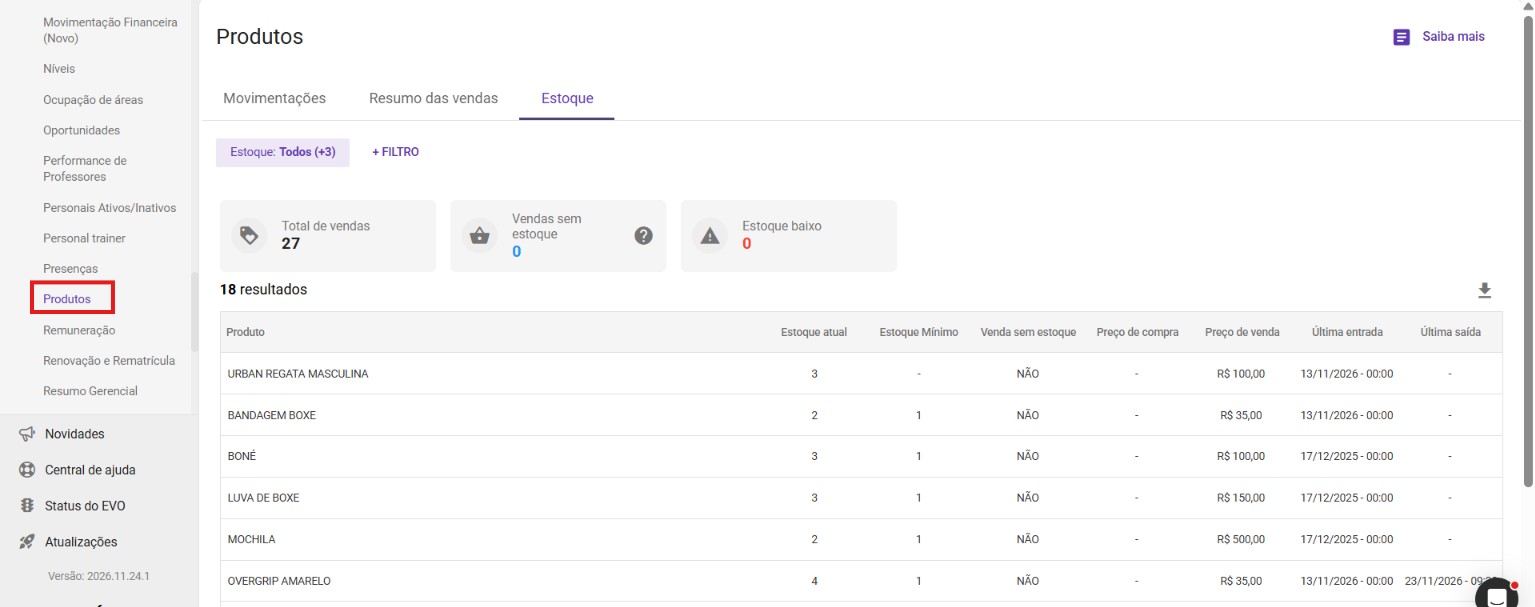 Movimentação Financeira
(Novo)
Níveis
Ocupação de áreas
Oportunidades
Performance de
Professores
Personais Ativos/Inativos
Personal trainer
Presenças
Produtos
Remuneração
Renovação e Rematrícula
Resumo Gerencial
Novidades
Central de ajuda
Status do EVO
Atualizações
Versão: 2026.11.24.1
Produtos
Saiba mais
Movimentações Resumo das vendas Estoque
Estoque: Todos (+3) + FILTRO
Total de vendas
27
Vendas sem
estoque
0
?
Estoque baixo
0
18 resultados
Produto Estoque atual Estoque Mínimo Venda sem estoque Preço de compra Preço de venda Última entrada Última saída
URBAN REGATA MASCULINA 3 - NÃO - R$ 100,00 13/11/2026 - 00:00 -
BANDAGEM BOXE 2 1 NÃO - R$ 35,00 13/11/2026 - 00:00 -
BONÉ 3 1 NÃO - R$ 100,00 17/12/2025 - 00:00 -
LUVA DE BOXE 3 1 NÃO - R$ 150,00 17/12/2025 - 00:00 -
MOCHILA 2 1 NÃO - R$ 500,00 17/12/2025 - 00:00 -
OVERGRIP AMARELO 4 1 NÃO - R$ 35,00 13/11/2026 - 00:00 23/11/2026 -